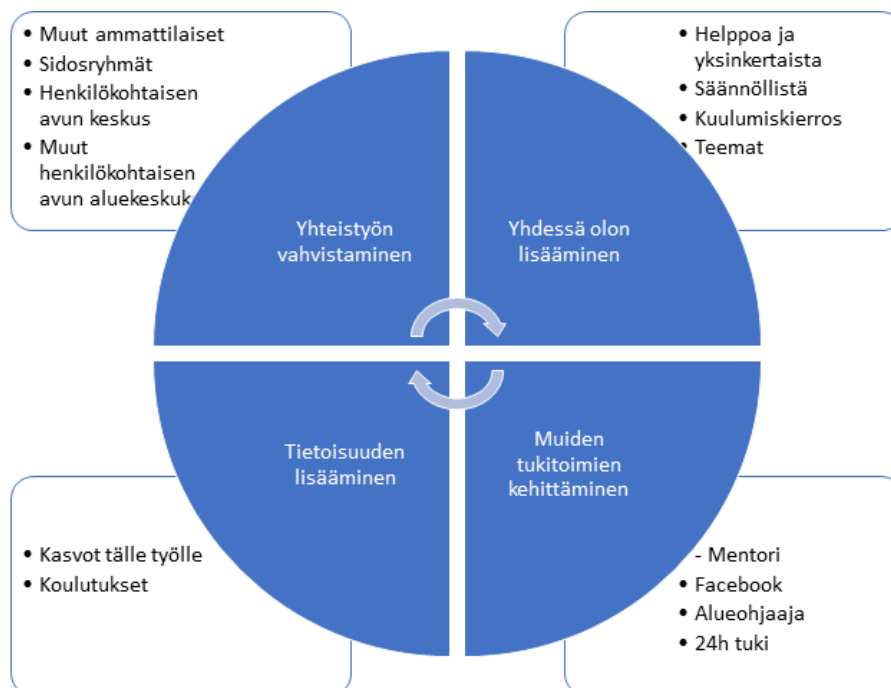 • Muut ammattilaiset
• Sidosryhmät
• Henkilökohtaisen
avun keskus
• Muut
henkilökohtaisen
avun aluekeskuk
• Helppoa ja
yksinkertaista
• Säännöllistä
• Kuulumiskierros
• Teemat
Yhteistyön
vahvistaminen
Yhdessä olon
lisääminen
Tietoisuuden
lisääminen
Muiden
tukitoimien
kehittäminen
• Kasvot tälle työlle
• Koulutukset
- Mentori
• Facebook
• Alueohjaaja
• 24h tuki